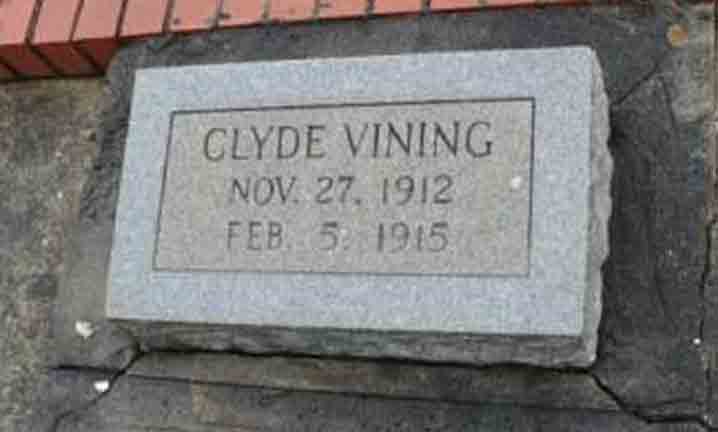 CLYDE VINING
NOV. 27, 1912
FEB. 5, 1915